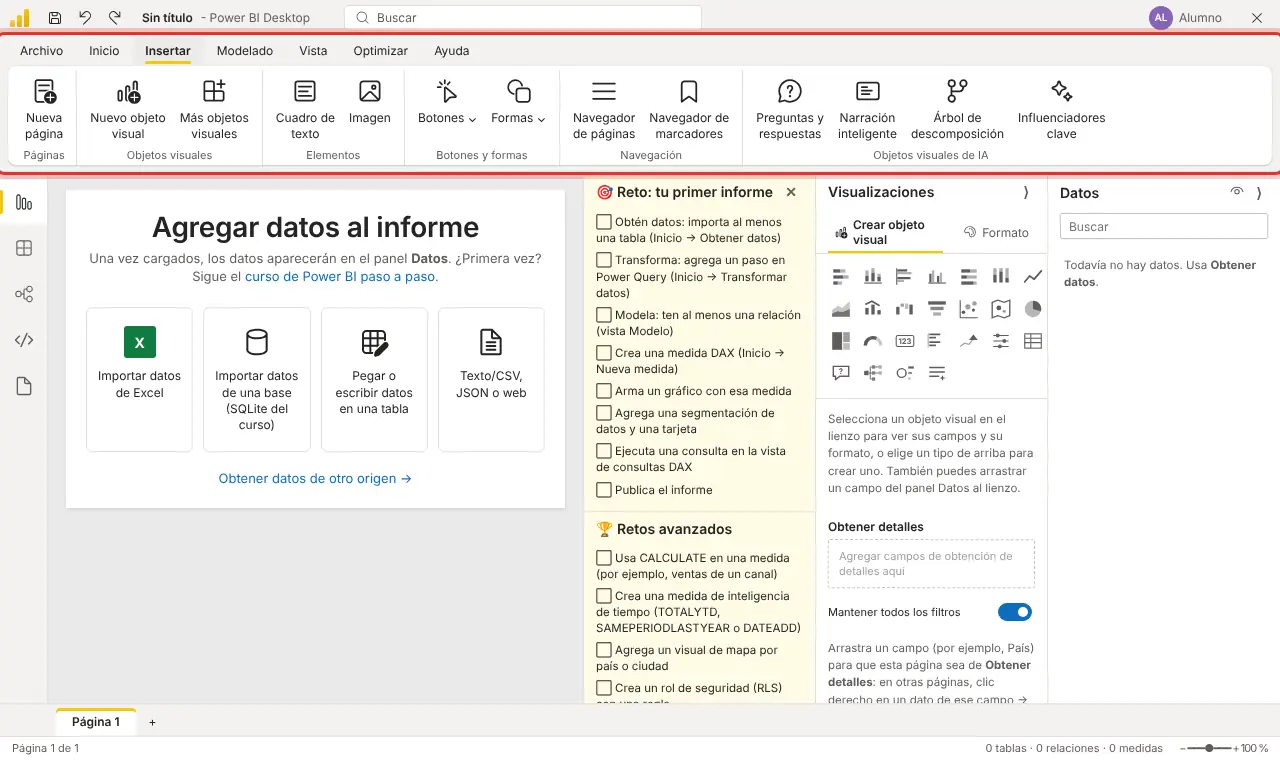 Sin título - Power BI Desktop
Buscar
AL Alumno
Archivo Inicio Insertar Modelado Vista Optimizar Ayuda
Nueva página
Nuevo objeto visual
Más objetos visuales
Cuadro de texto
Imagen
Botones
Formas
Navegador de páginas
Navegador de marcadores
Preguntas y respuestas
Narración inteligente
Árbol de descomposición
Influenciadores clave
Páginas
Objetos visuales
Elementos
Botones y formas
Navegación
Objetos visuales de IA
Agregar datos al informe
Una vez cargados, los datos aparecerán en el panel Datos. ¿Primera vez?
Sigue el curso de Power BI paso a paso.
X
Importar datos
de Excel
Importar datos
de una base
(SQLite del
curso)
Pegar o
escribir datos
en una tabla
Texto/CSV,
JSON o web
Obtener datos de otro origen →
Reto: tu primer informe
Obtén datos: importa al menos
una tabla (Inicio → Obtener datos)
Transforma: agrega un paso en
Power Query (Inicio → Transformar
datos)
Modela: ten al menos una relación
(vista Modelo)
Crea una medida DAX (Inicio →
Nueva medida)
Arma un gráfico con esa medida
Agrega una segmentación de
datos y una tarjeta
Ejecuta una consulta en la vista
de consultas DAX
Publica el informe
Retos avanzados
Usa CALCULATE en una medida
(por ejemplo, ventas de un canal)
Crea una medida de inteligencia
de tiempo (TOTALYTD,
SAMEPERIODLASTYEAR o DATEADD)
Agrega un visual de mapa por
país o ciudad
Crea un rol de seguridad (RLS)
con una regla
Visualizaciones
Crear objeto
visual
Formato
123
Selecciona un objeto visual en el
lienzo para ver sus campos y su
formato, o elige un tipo de arriba para
crear uno. También puedes arrastrar
un campo del panel Datos al lienzo.
Obtener detalles
Agregar campos de obtención de
detalles aquí
Mantener todos los filtros
Arrastra un campo (por ejemplo, País)
para que esta página sea de Obtener
detalles: en otras páginas, clic
derecho en un dato de ese campo →
Datos
Buscar
Todavía no hay datos. Usa Obtener
datos.
Página 1 +
Página 1 de 1
0 tablas · 0 relaciones · 0 medidas
− + 100 %